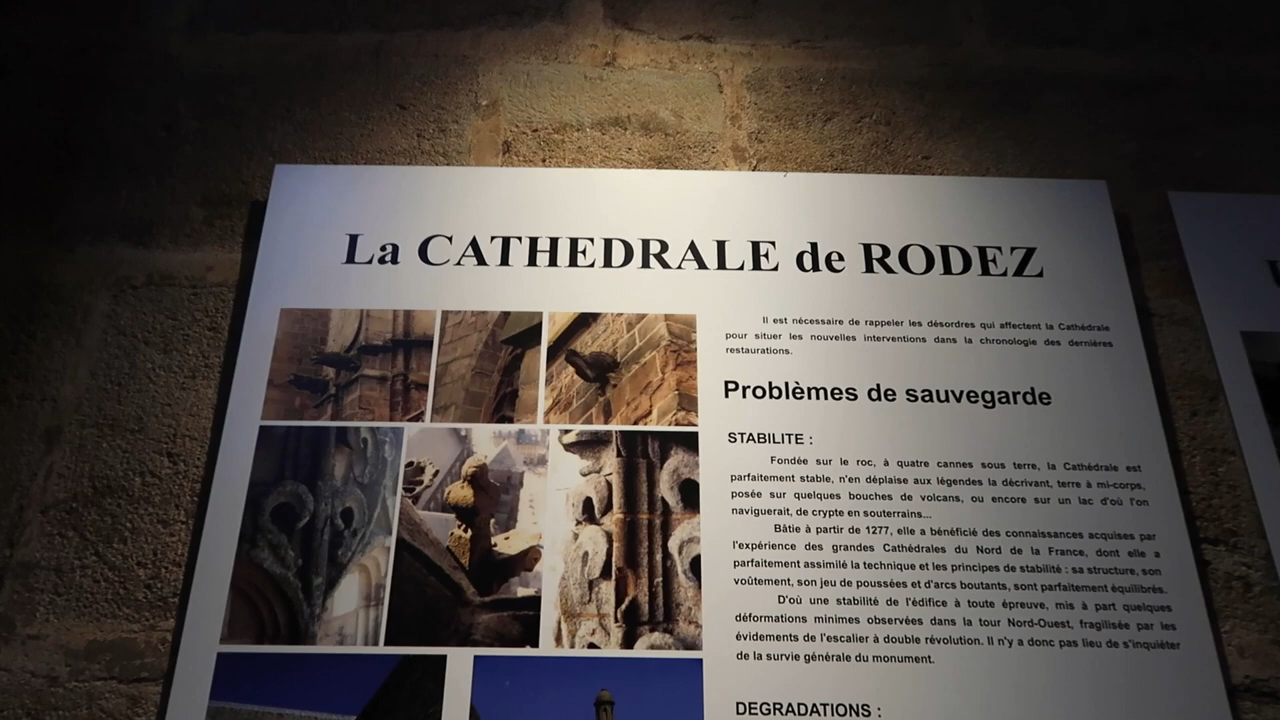 La CATHEDRALE de RODEZ
Il est nécessaire de rappeler les désordres qui affectent la Cathédrale
pour situer les nouvelles interventions dans la chronologie des dernières
restaurations.
Problèmes de sauvegarde
STABILITE :
Fondée sur le roc, à quatre cannes sous terre, la Cathédrale est
parfaitement stable, n'en déplaise aux légendes la décrivant, terre à mi-corps,
posée sur quelques bouches de volcans, ou encore sur un lac d'où l'on
naviguerait, de crypte en souterrains...
Bâtie à partir de 1277, elle a bénéficié des connaissances acquises par
l'expérience des grandes Cathédrales du Nord de la France, dont elle a
parfaitement assimilé la technique et les principes de stabilité : sa structure, son
voûtement, son jeu de poussées et d'arcs boutants, sont parfaitement équilibrés.
D'où une stabilité de l'édifice à toute épreuve, mis à part quelques
déformations minimes observées dans la tour Nord-Ouest, fragilisée par les
évidements de l'escalier à double révolution. Il n'y a donc pas lieu de s'inquiéter
de la survie générale du monument.
DEGRADATIONS :